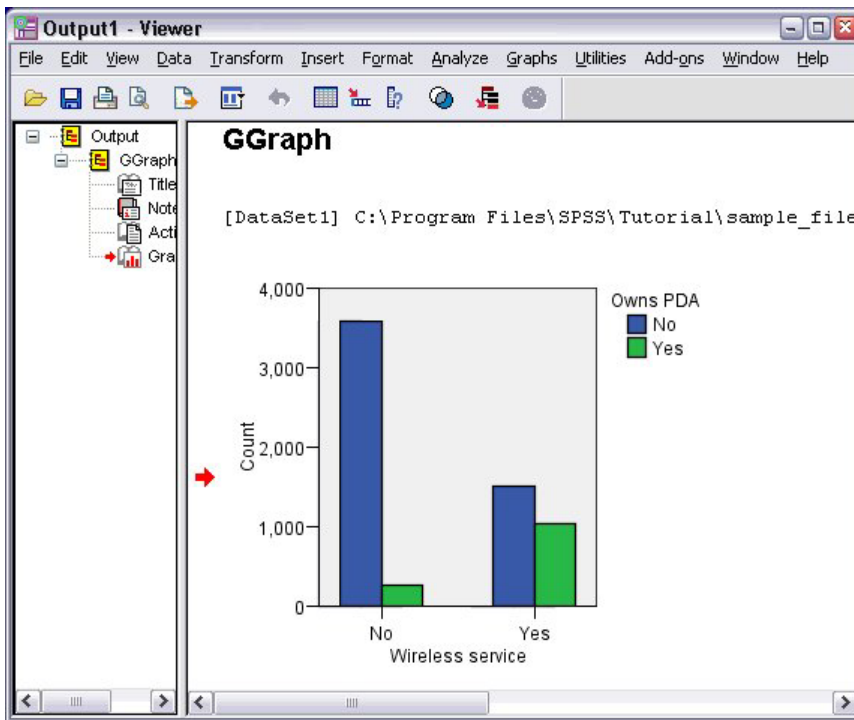 Output1 - Viewer
File Edit View Data Transform Insert Format Analyze Graphs Utilities Add-ons Window Help
Output
GGraph
Title
Note
Acti
Gra
GGraph
[DataSet1] C:\Program Files\SPSS\Tutorial\sample_file
4,000
3,000
2,000
1,000
0
Count
No
Yes
Wireless service
Owns PDA
No
Yes